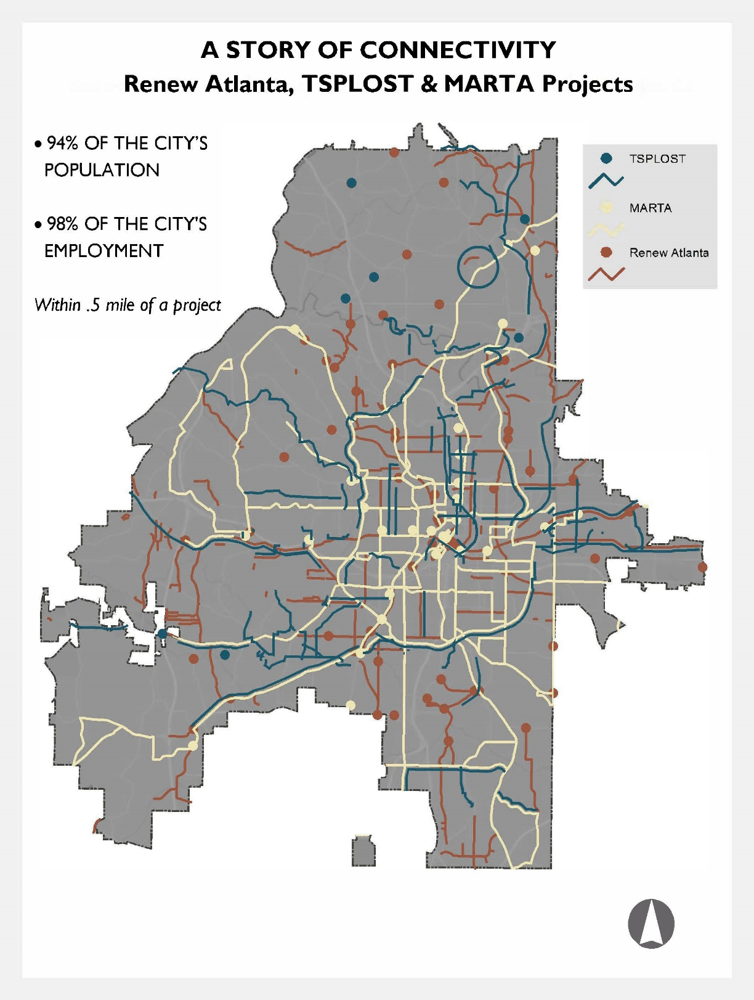 A STORY OF CONNECTIVITY
Renew Atlanta, TSPLOST & MARTA Projects
• 94% OF THE CITY'S
POPULATION
• 98% OF THE CITY'S
EMPLOYMENT
Within .5 mile of a project
TSPLOST
MARTA
Renew Atlanta